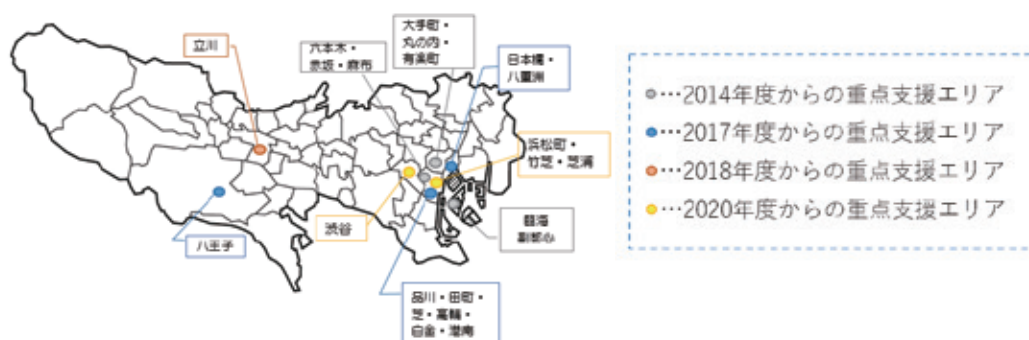 大手町・
丸の内・
有楽町
六本木・
赤坂・麻布
立川
日本橋・
八重洲
浜松町・
竹芝・芝浦
臨海
副都心
渋谷
八王子
品川・田町・
芝・高輪・
白金・港南
●…2014年度からの重点支援エリア
●…2017年度からの重点支援エリア
●…2018年度からの重点支援エリア
●…2020年度からの重点支援エリア